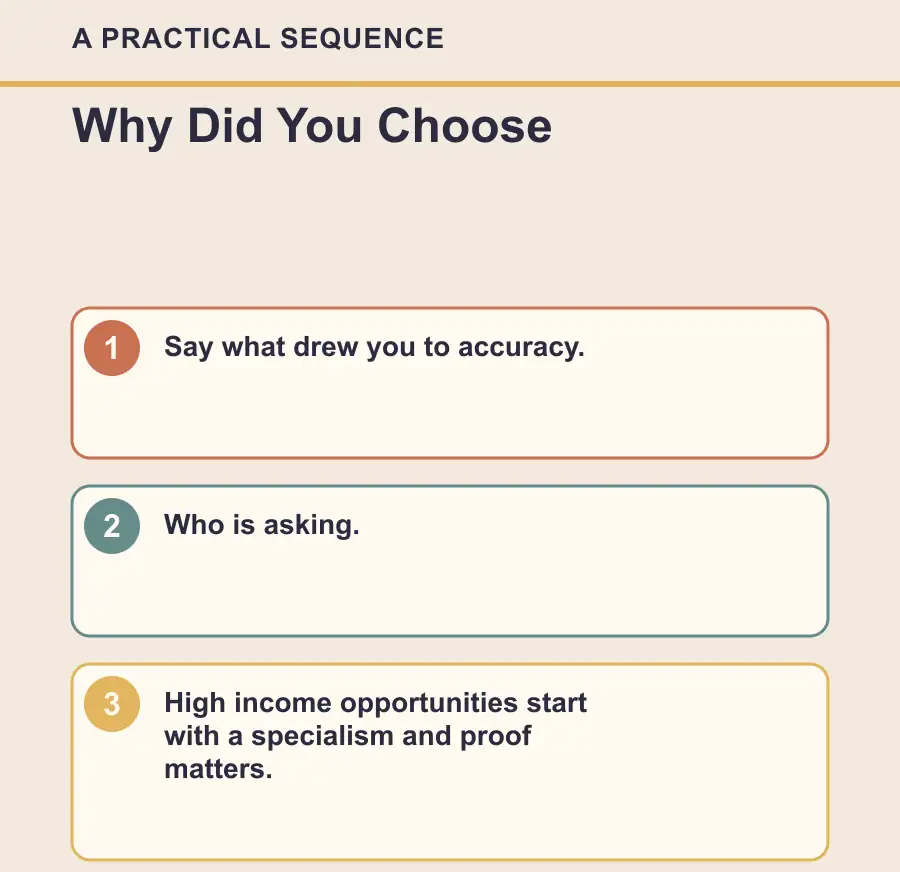 A PRACTICAL SEQUENCE
Why Did You Choose
1
Say what drew you to accuracy.
2
Who is asking.
3
High income opportunities start
with a specialism and proof
matters.